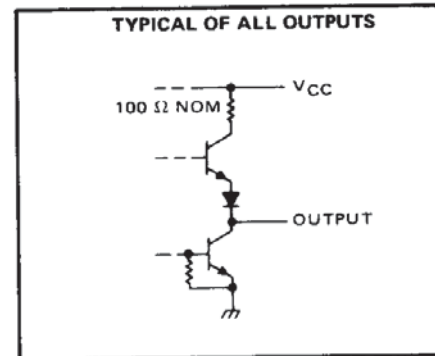 TYPICAL OF ALL OUTPUTS
VCC
100 Ω NOM
OUTPUT